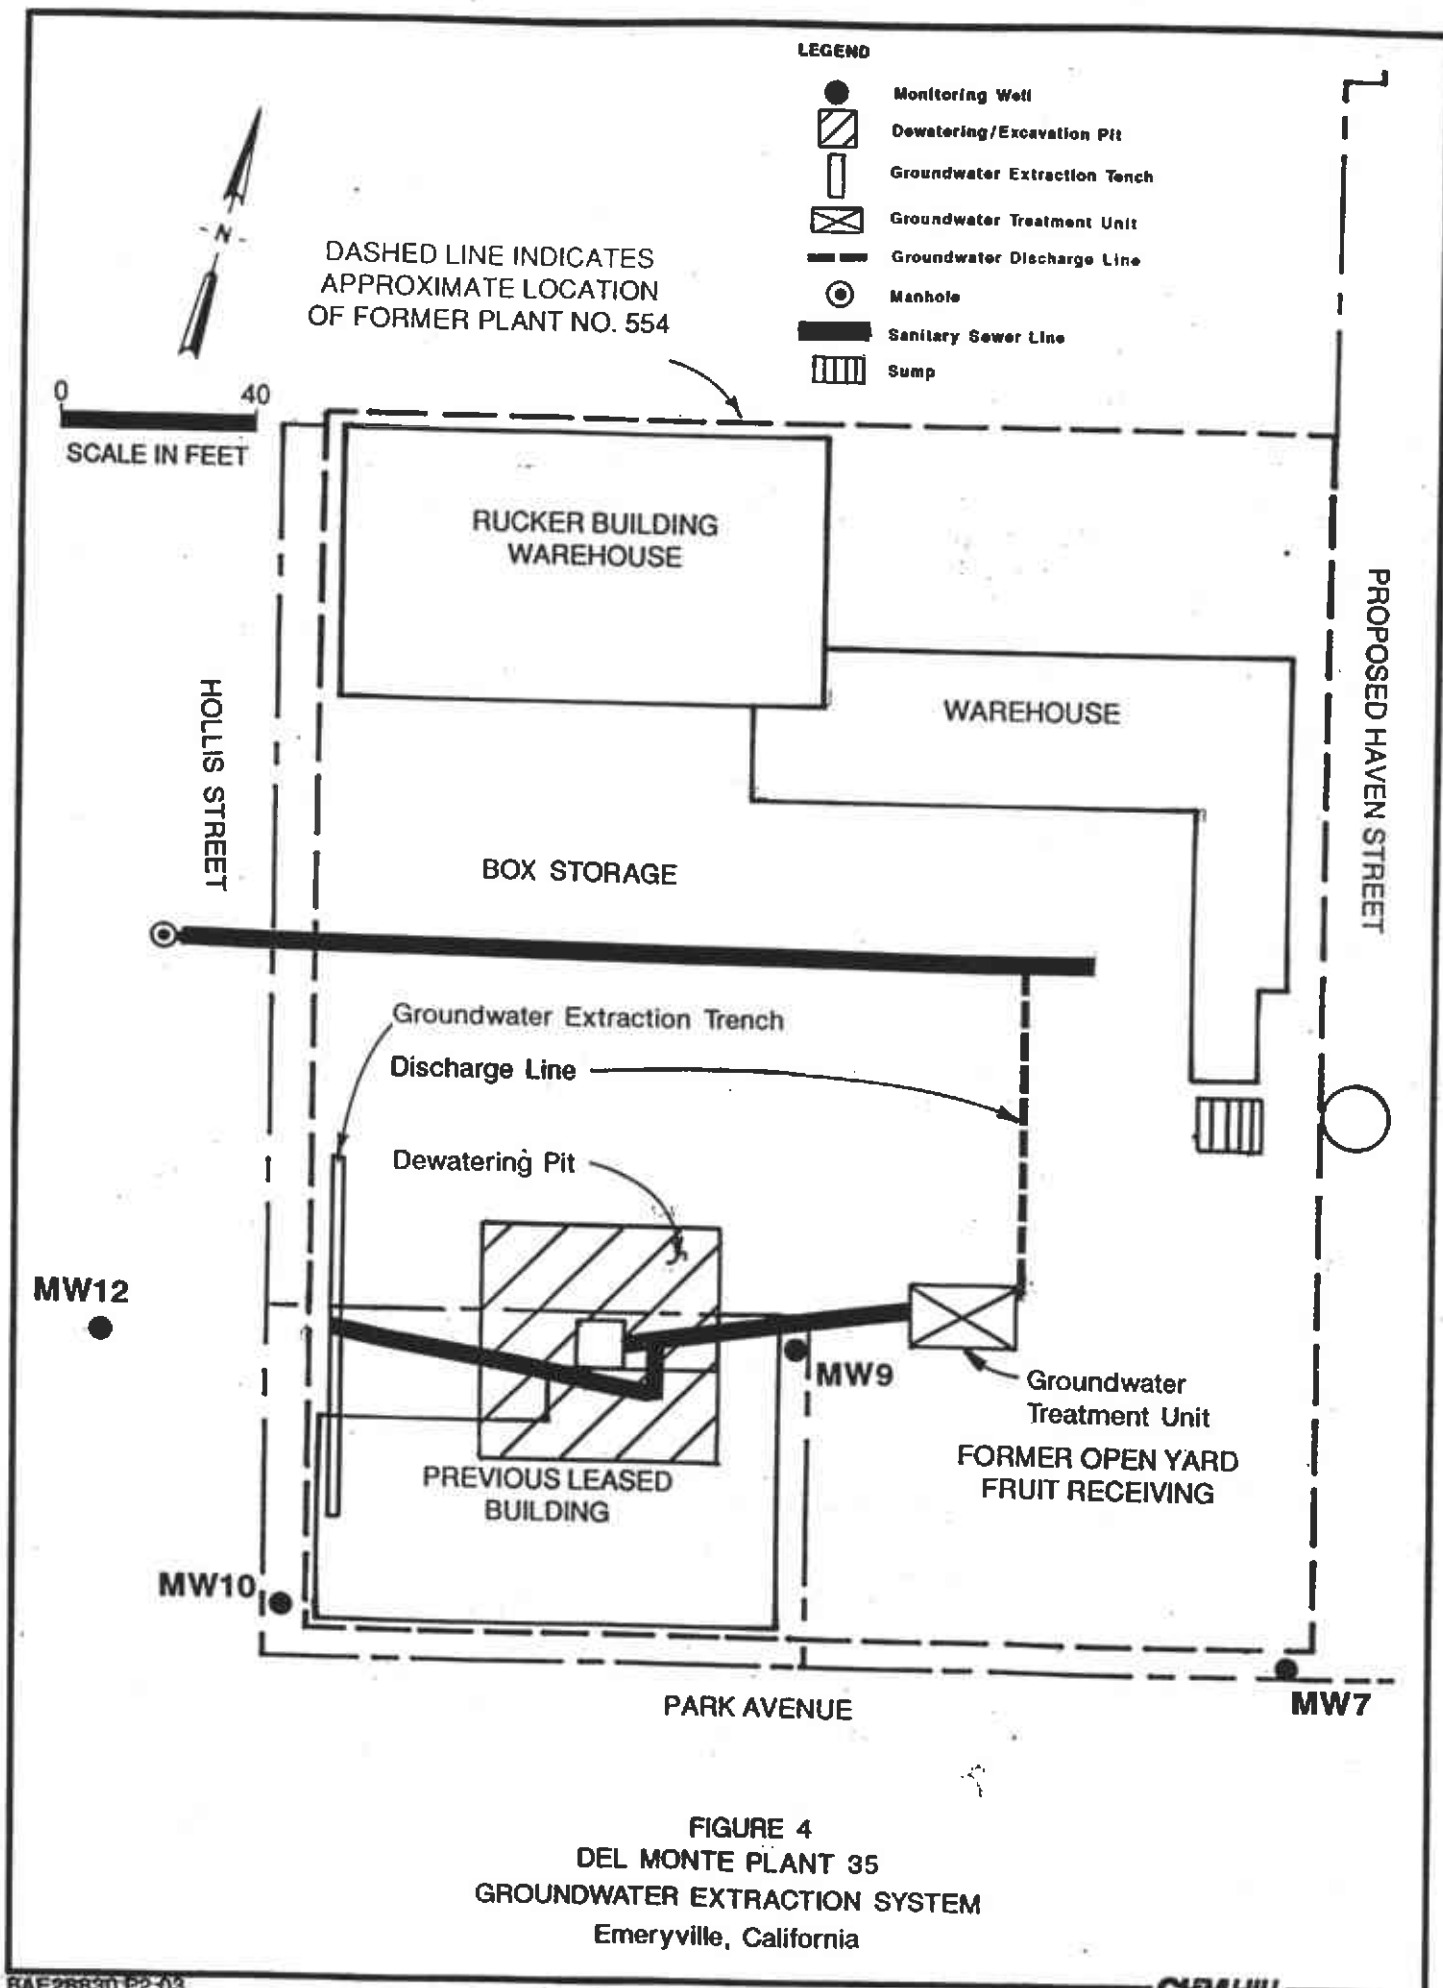 LEGEND
Monitoring Well
Dewatering/Excavation Pit
Groundwater Extraction Tench
Groundwater Treatment Unit
Groundwater Discharge Line
Manhole
Sanitary Sewer Line
Sump
- N -
DASHED LINE INDICATES
APPROXIMATE LOCATION
OF FORMER PLANT NO. 554
0 40
SCALE IN FEET
RUCKER BUILDING
WAREHOUSE
WAREHOUSE
HOLLIS STREET
PROPOSED HAVEN STREET
BOX STORAGE
Groundwater Extraction Trench
Discharge Line
Dewatering Pit
MW12
MW9
Groundwater
Treatment Unit
FORMER OPEN YARD
FRUIT RECEIVING
PREVIOUS LEASED
BUILDING
MW10
MW7
PARK AVENUE
FIGURE 4
DEL MONTE PLANT 35
GROUNDWATER EXTRACTION SYSTEM
Emeryville, California